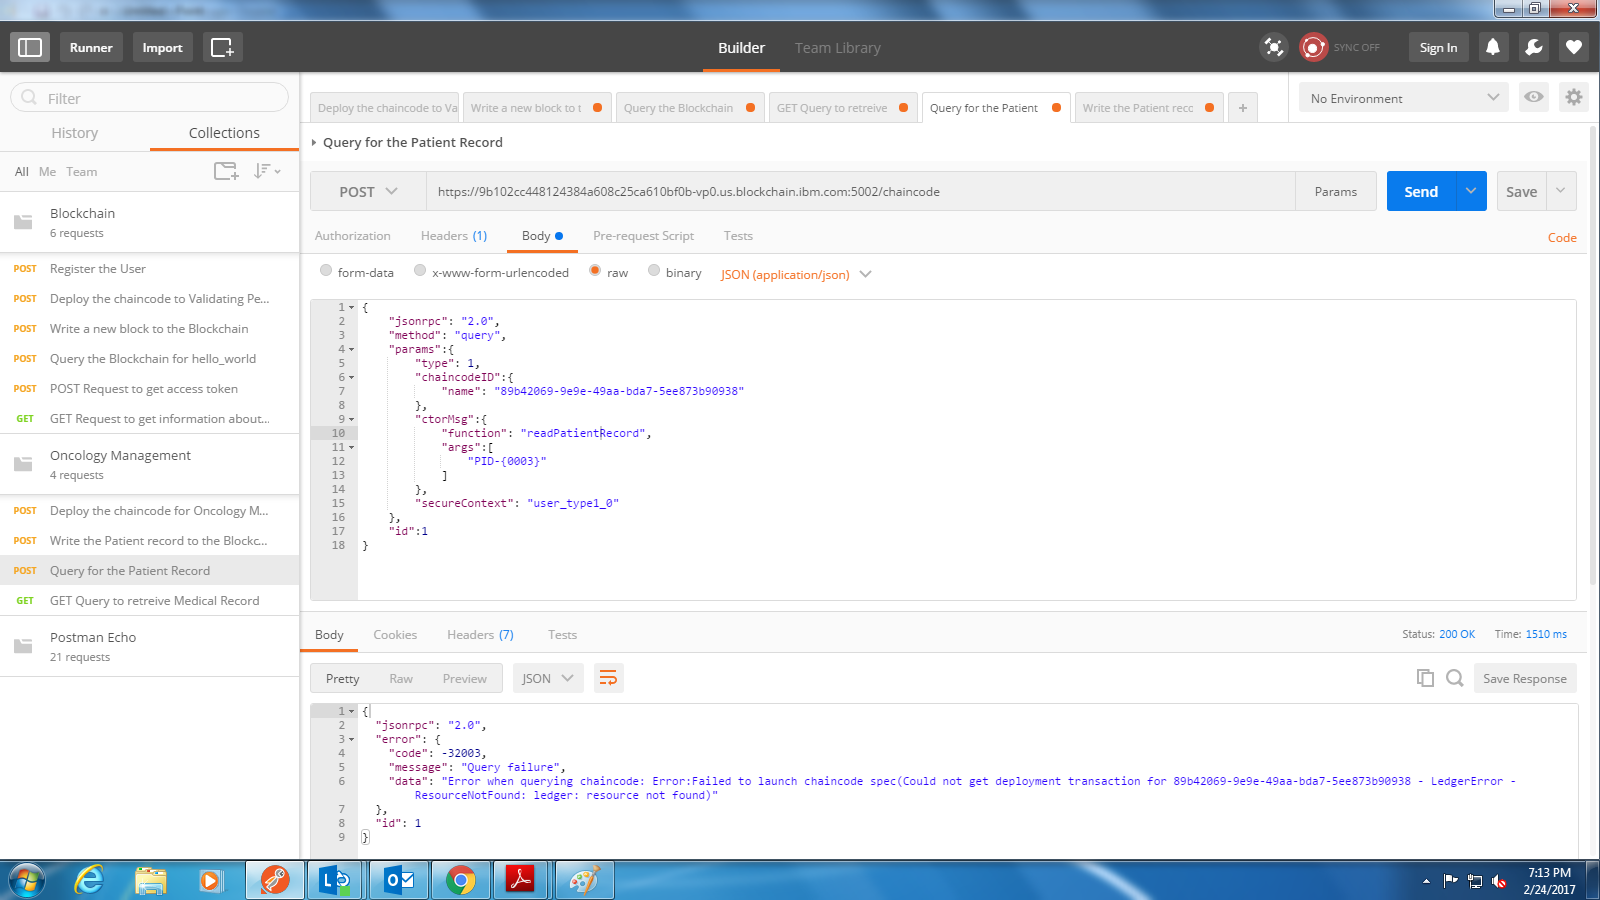 Runner
Import
Builder
Team Library
SYNC OFF
Sign In
Filter
History
Collections
All Me Team
Blockchain
6 requests
POST Register the User
POST Deploy the chaincode to Validating Pe...
POST Write a new block to the Blockchain
POST Query the Blockchain for hello_world
POST POST Request to get access token
GET GET Request to get information about...
Oncology Management
4 requests
POST Deploy the chaincode for Oncology M...
POST Write the Patient record to the Blockc...
POST Query for the Patient Record
GET GET Query to retreive Medical Record
Postman Echo
21 requests
Deploy the chaincode to Va
Write a new block to t
Query the Blockchain
GET Query to retreive
Query for the Patient
Write the Patient recc
+
No Environment
Query for the Patient Record
POST
https://9b102cc448124384a608c25ca610bf0b-vp0.us.blockchain.ibm.com:5002/chaincode
Params
Send
Save
Authorization
Headers (1)
Body
Pre-request Script
Tests
Code
form-data
x-www-form-urlencoded
raw
binary
JSON (application/json)
1 {
2 "jsonrpc": "2.0",
3 "method": "query",
4 "params":{
5 "type": 1,
6 "chaincodeID":{
7 "name": "89b42069-9e9e-49aa-bda7-5ee873b90938"
8 },
9 "ctorMsg":{
10 "function": "readPatientRecord",
11 "args":[
12 "PID-{0003}"
13 ]
14 },
15 "secureContext": "user_type1_0"
16 },
17 "id":1
18 }
Body
Cookies
Headers (7)
Tests
Status: 200 OK
Time: 1510 ms
Pretty
Raw
Preview
JSON
Save Response
1 {
2 "jsonrpc": "2.0",
3 "error": {
4 "code": -32003,
5 "message": "Query failure",
6 "data": "Error when querying chaincode: Error:Failed to launch chaincode spec(Could not get deployment transaction for 89b42069-9e9e-49aa-bda7-5ee873b90938 - LedgerError -
ResourceNotFound: ledger: resource not found)"
7 },
8 "id": 1
9 }
7:13 PM
2/24/2017